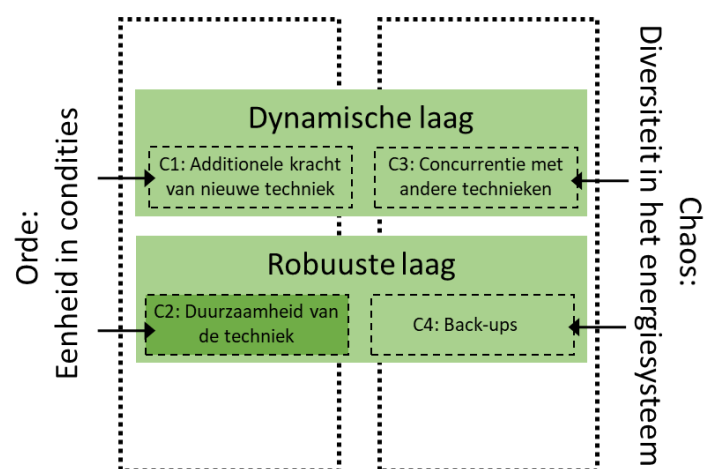 Orde:
Eenheid in condities
Dynamische laag
C1: Additionele kracht
van nieuwe techniek
C3: Concurrentie met
andere technieken
Robuuste laag
C2: Duurzaamheid van
de techniek
C4: Back-ups
Chaos:
Diversiteit in het energiesysteem